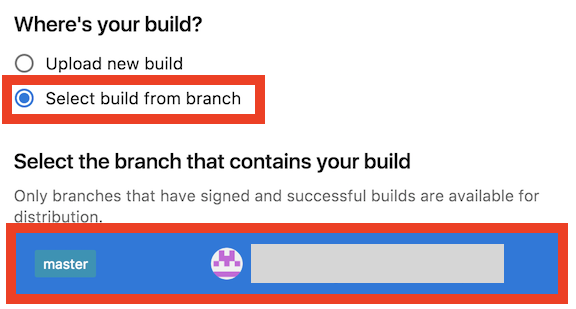 Where's your build?
Upload new build
Select build from branch
Select the branch that contains your build
Only branches that have signed and successful builds are available for
distribution.
master